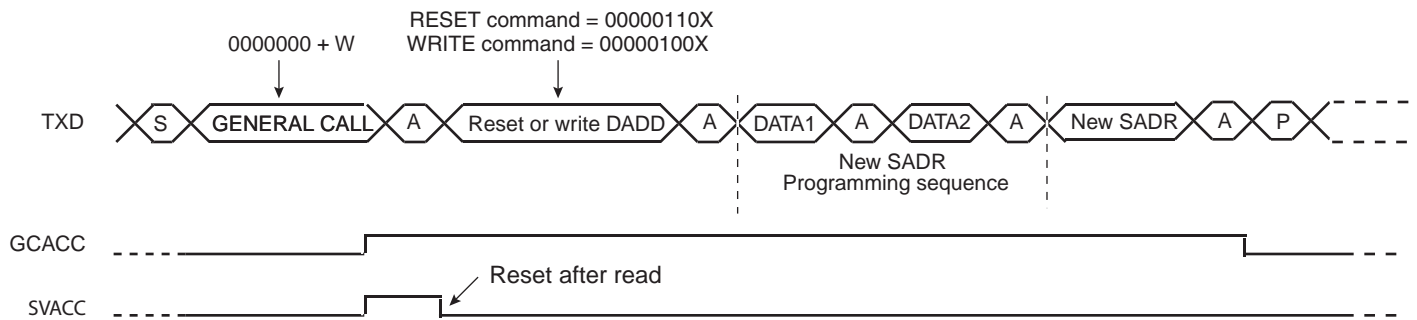 RESET command = 00000110X
0000000 + W
WRITE command = 00000100X
TXD
S
GENERAL CALL
A
Reset or write DADD
A
DATA1
A
DATA2
A
New SADR
A
P
New SADR
Programming sequence
GCACC
Reset after read
SVACC